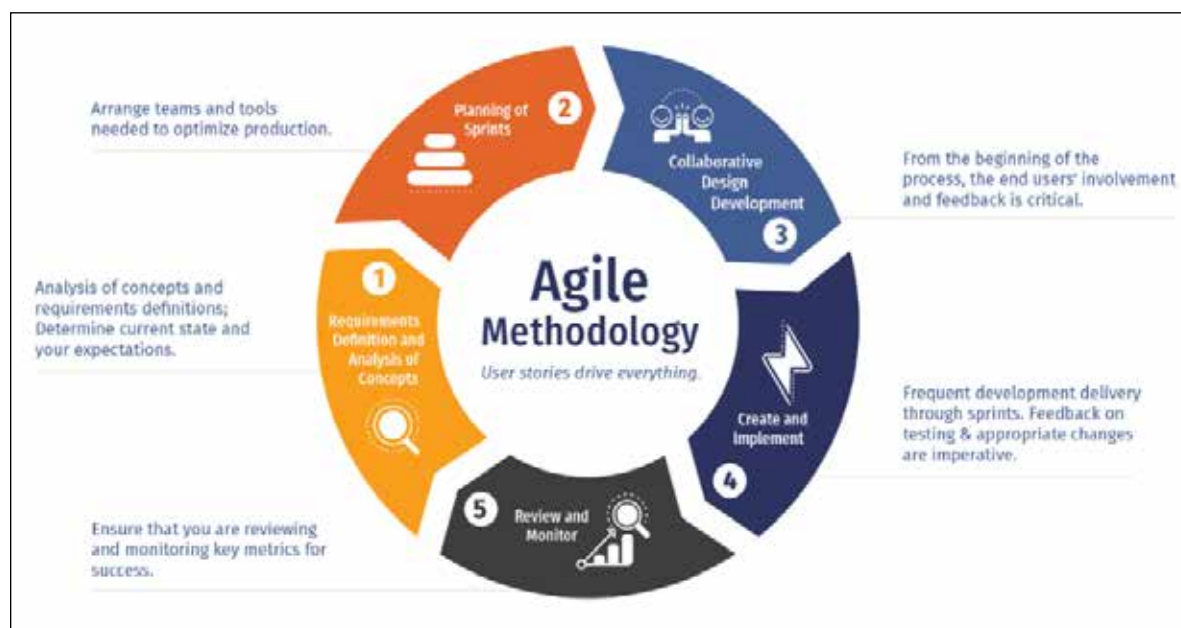 Agile
Methodology
User stories drive everything.
1
Requirements
Definition and
Analysis of
Concepts
Analysis of concepts and
requirements definitions;
Determine current state and
your expectations.
2
Planning of
Sprints
Arrange teams and tools
needed to optimize production.
3
Collaborative
Design
Development
From the beginning of the
process, the end users' involvement
and feedback is critical.
4
Create and
Implement
Frequent development delivery
through sprints. Feedback on
testing & appropriate changes
are imperative.
5
Review and
Monitor
Ensure that you are reviewing
and monitoring key metrics for
success.